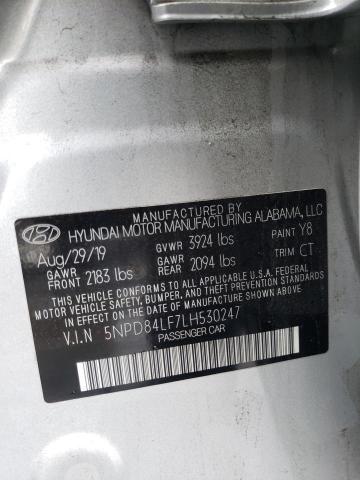 MANUFACTURED BY
HYUNDAI MOTOR MANUFACTURING ALABAMA, LLC
Aug/29/19 GVWR 3924 lbs PAINT Y8
GAWR FRONT 2183 lbs GAWR REAR 2094 lbs TRIM CT
THIS VEHICLE CONFORMS TO ALL APPLICABLE U.S.A. FEDERAL
MOTOR VEHICLE SAFETY, BUMPER, AND THEFT PREVENTION
STANDARDS IN EFFECT ON THE DATE OF MANUFACTURE SHOWN ABOVE.
V.I.N 5NPD84LF7LH530247
PASSENGER CAR